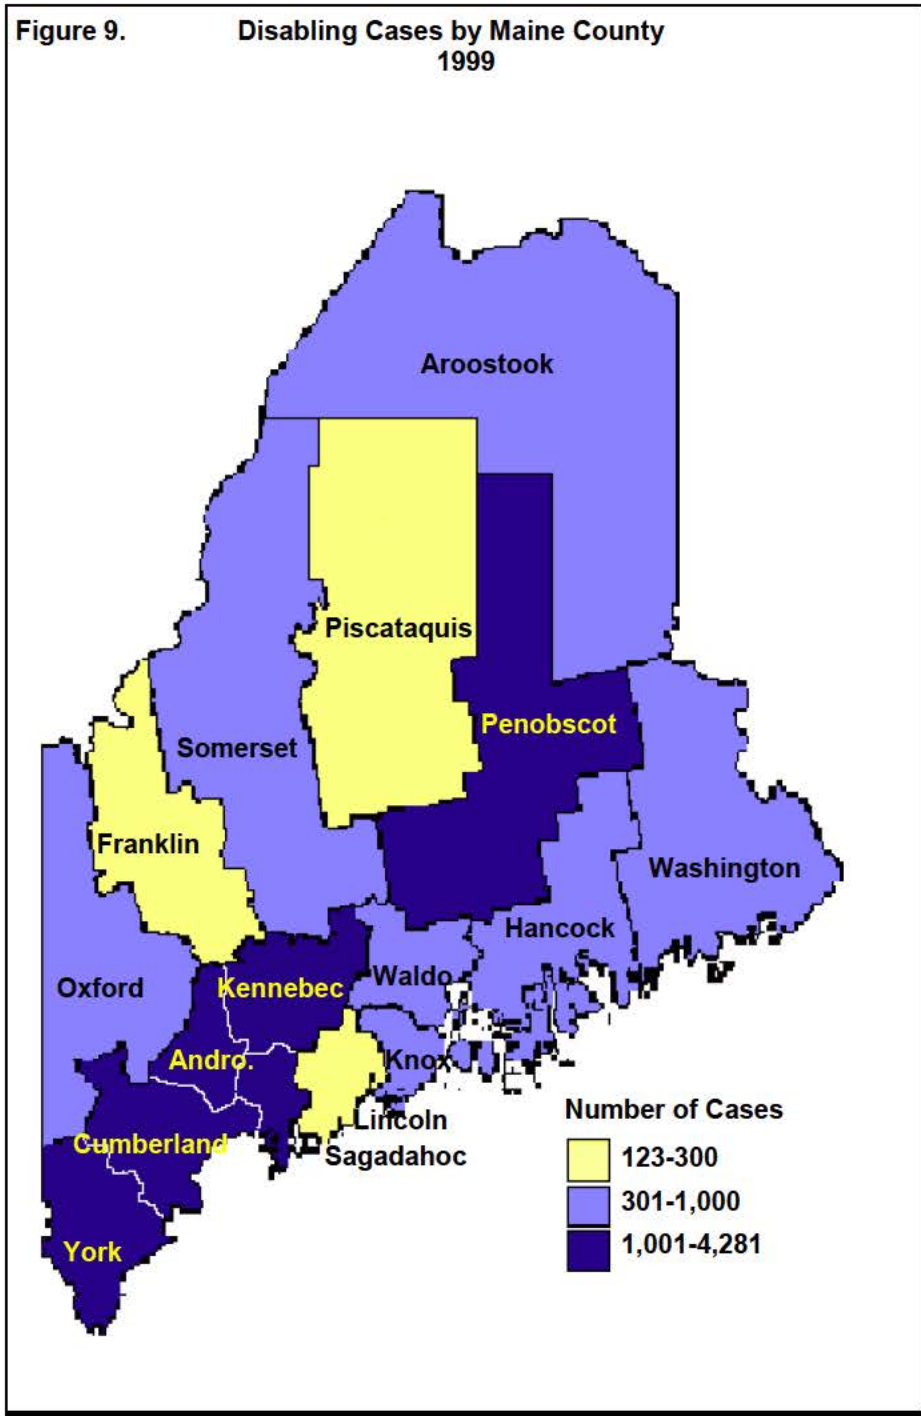 Figure 9. Disabling Cases by Maine County
1999
Aroostook
Piscataquis
Penobscot
Somerset
Franklin
Washington
Hancock
Waldo
Oxford
Kennebec
Andro.
Knox
Lincoln
Sagadahoc
Cumberland
York
Number of Cases
123-300
301-1,000
1,001-4,281